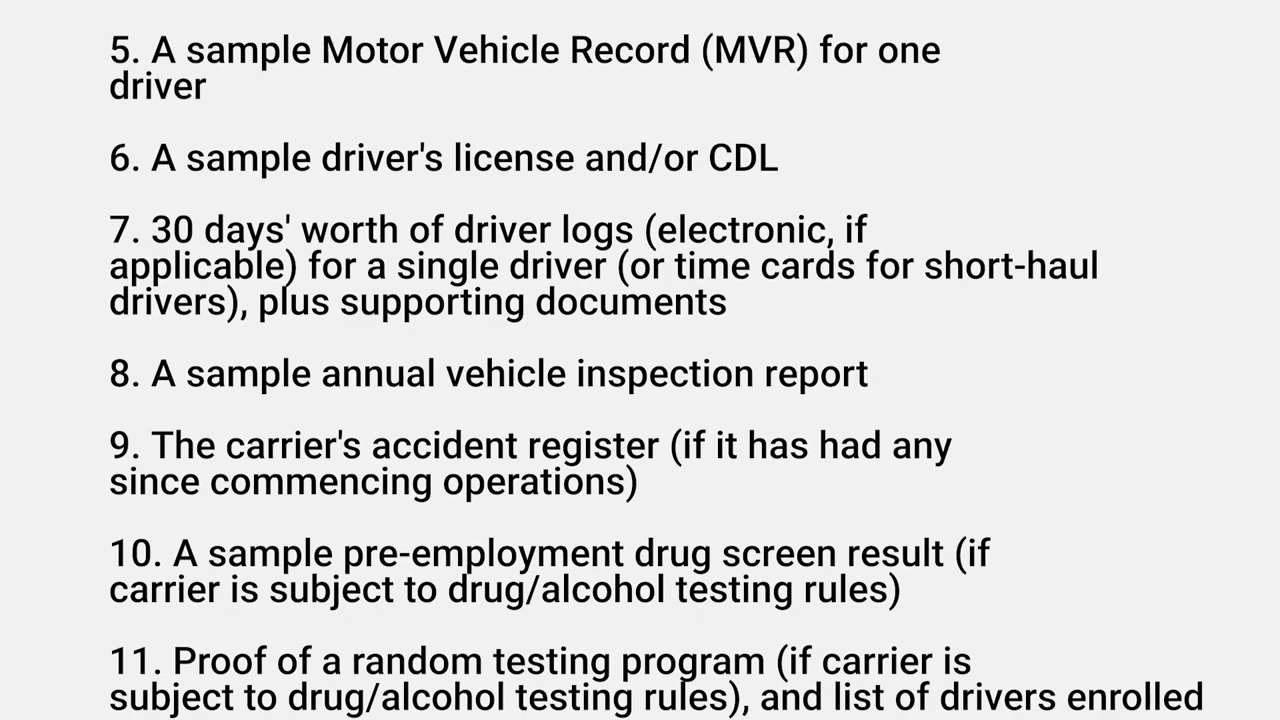 5. A sample Motor Vehicle Record (MVR) for one
driver
6. A sample driver's license and/or CDL
7. 30 days' worth of driver logs (electronic, if
applicable) for a single driver (or time cards for short-haul
drivers), plus supporting documents
8. A sample annual vehicle inspection report
9. The carrier's accident register (if it has had any
since commencing operations)
10. A sample pre-employment drug screen result (if
carrier is subject to drug/alcohol testing rules)
11. Proof of a random testing program (if carrier is
subject to drug/alcohol testing rules), and list of drivers enrolled